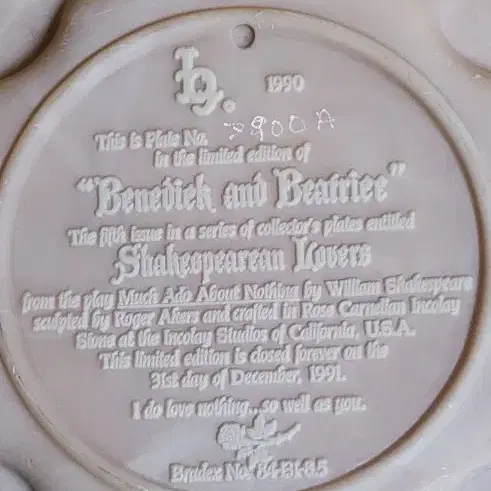 1990
This is Plate No. 7900 A
in the limited edition of
"Benedick and Beatrice"
The fifth issue in a series of collector's plates entitled
Shakespearean Lovers
from the play Much Ado About Nothing by William Shakespeare
sculpted by Roger Akers and crafted in Rose Carnelian Incolay
Stone at the Incolay Studios of California, U.S.A.
This limited edition is closed forever on the
31st day of December, 1991.
I do love nothing...so well as you.
Bradex No. 84-I31-8.5